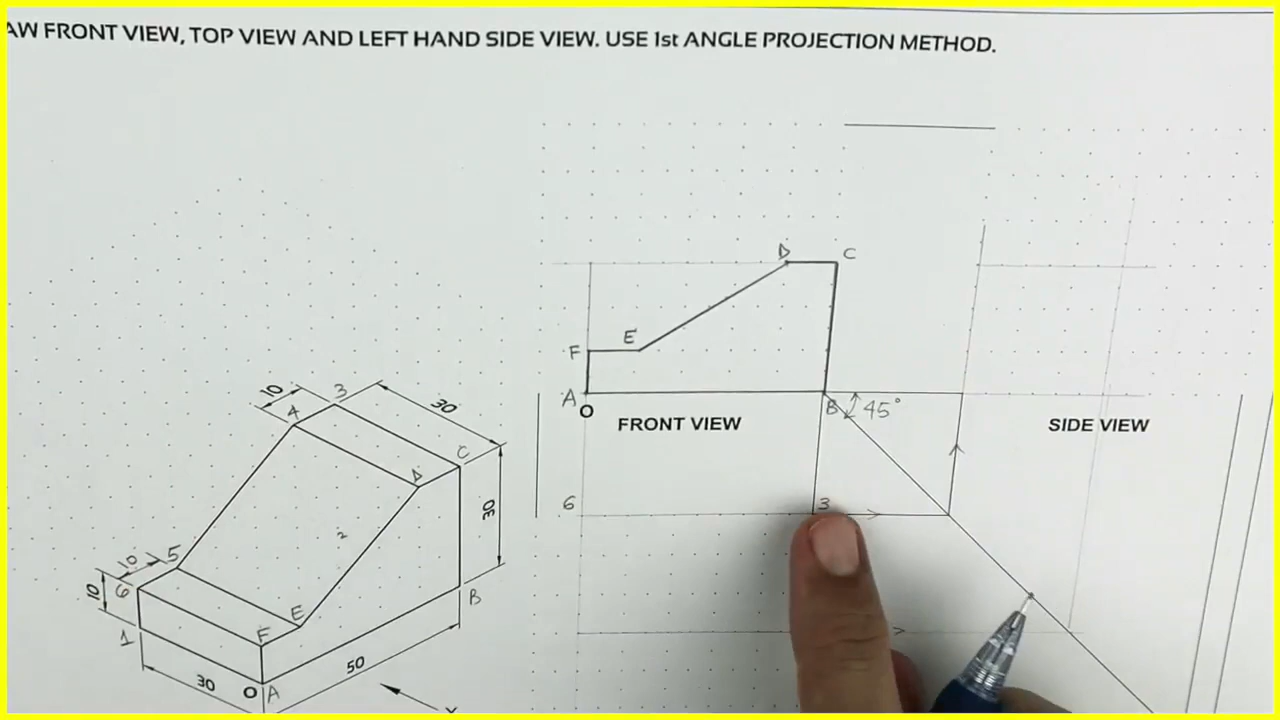 AW FRONT VIEW, TOP VIEW AND LEFT HAND SIDE VIEW. USE 1st ANGLE PROJECTION METHOD.
D
C
E
F
A
O
B
45°
FRONT VIEW
SIDE VIEW
6
3
10
3
4
30
C
D
30
2
10
5
10
6
E
F
B
1
50
30
O
A